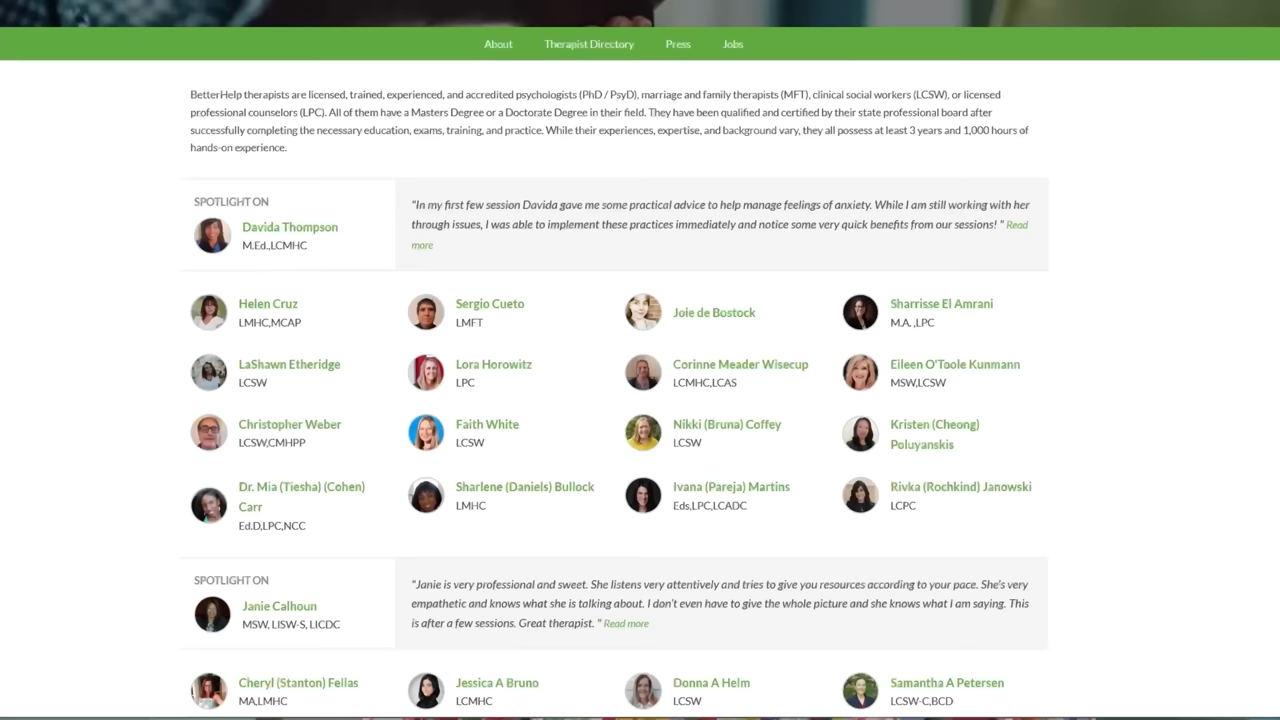 About Therapist Directory Press Jobs
BetterHelp therapists are licensed, trained, experienced, and accredited psychologists (PhD / PsyD), marriage and family therapists (MFT), clinical social workers (LCSW), or licensed
professional counselors (LPC). All of them have a Masters Degree or a Doctorate Degree in their field. They have been qualified and certified by their state professional board after
successfully completing the necessary education, exams, training, and practice. While their experiences, expertise, and background vary, they all possess at least 3 years and 1,000 hours of
hands-on experience.
SPOTLIGHT ON
Davida Thompson
M.Ed.,LCMHC
"In my first few session Davida gave me some practical advice to help manage feelings of anxiety. While I am still working with her
through issues, I was able to implement these practices immediately and notice some very quick benefits from our sessions! " Read
more
Helen Cruz
LMHC,MCAP
Sergio Cueto
LMFT
Joie de Bostock
Sharrisse El Amrani
M.A. ,LPC
LaShawn Etheridge
LCSW
Lora Horowitz
LPC
Corinne Meader Wisecup
LCMHC,LCAS
Eileen O'Toole Kunmann
MSW,LCSW
Christopher Weber
LCSW,CMHPP
Faith White
LCSW
Nikki (Bruna) Coffey
LCSW
Kristen (Cheong)
Poluyanskis
Dr. Mia (Tiesha) (Cohen)
Carr
Ed.D,LPC,NCC
Sharlene (Daniels) Bullock
LMHC
Ivana (Pareja) Martins
Eds,LPC,LCADC
Rivka (Rochkind) Janowski
LCPC
SPOTLIGHT ON
Janie Calhoun
MSW, LISW-S, LICDC
"Janie is very professional and sweet. She listens very attentively and tries to give you resources according to your pace. She's very
empathetic and knows what she is talking about. I don't even have to give the whole picture and she knows what I am saying. This
is after a few sessions. Great therapist. " Read more
Cheryl (Stanton) Fellas
MA,LMHC
Jessica A Bruno
LCMHC
Donna A Helm
LCSW
Samantha A Petersen
LCSW-C,BCD